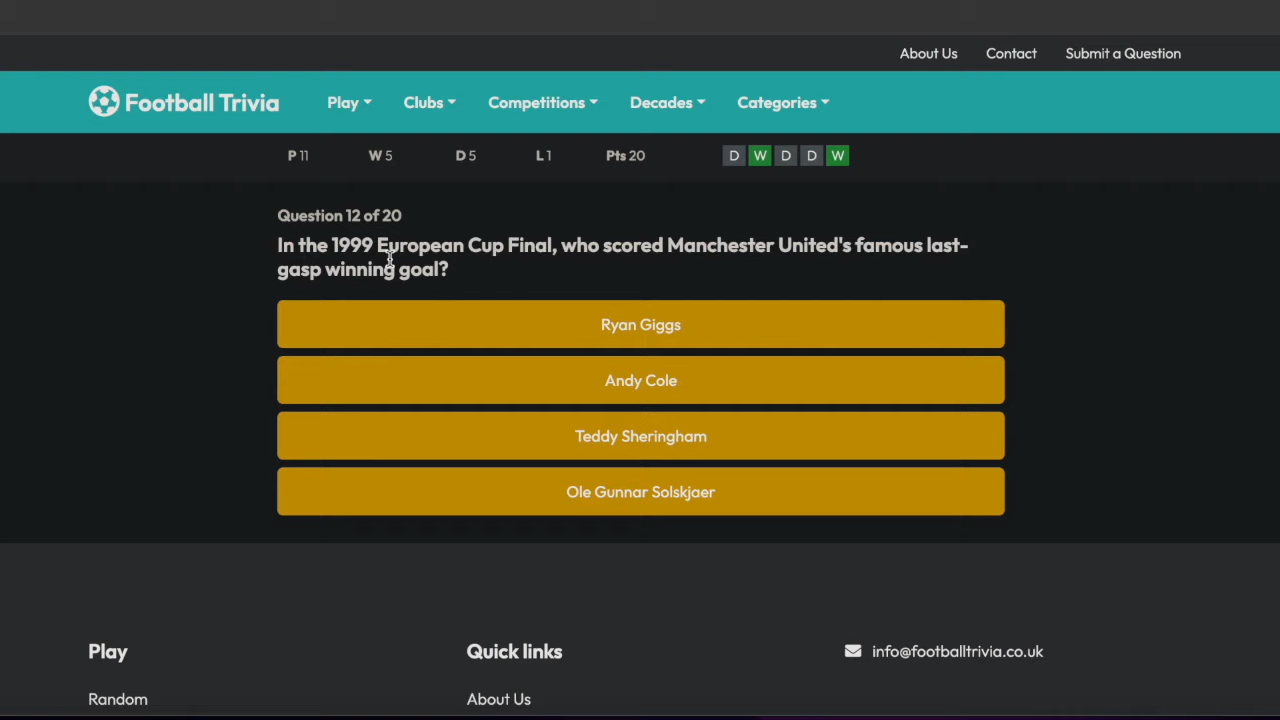 About Us Contact Submit a Question
Football Trivia Play Clubs Competitions Decades Categories
P 11 W 5 D 5 L 1 Pts 20 D W D D W
Question 12 of 20
In the 1999 European Cup Final, who scored Manchester United's famous last-
gasp winning goal?
Ryan Giggs
Andy Cole
Teddy Sheringham
Ole Gunnar Solskjaer
Play Quick links info@footballtrivia.co.uk
Random About Us